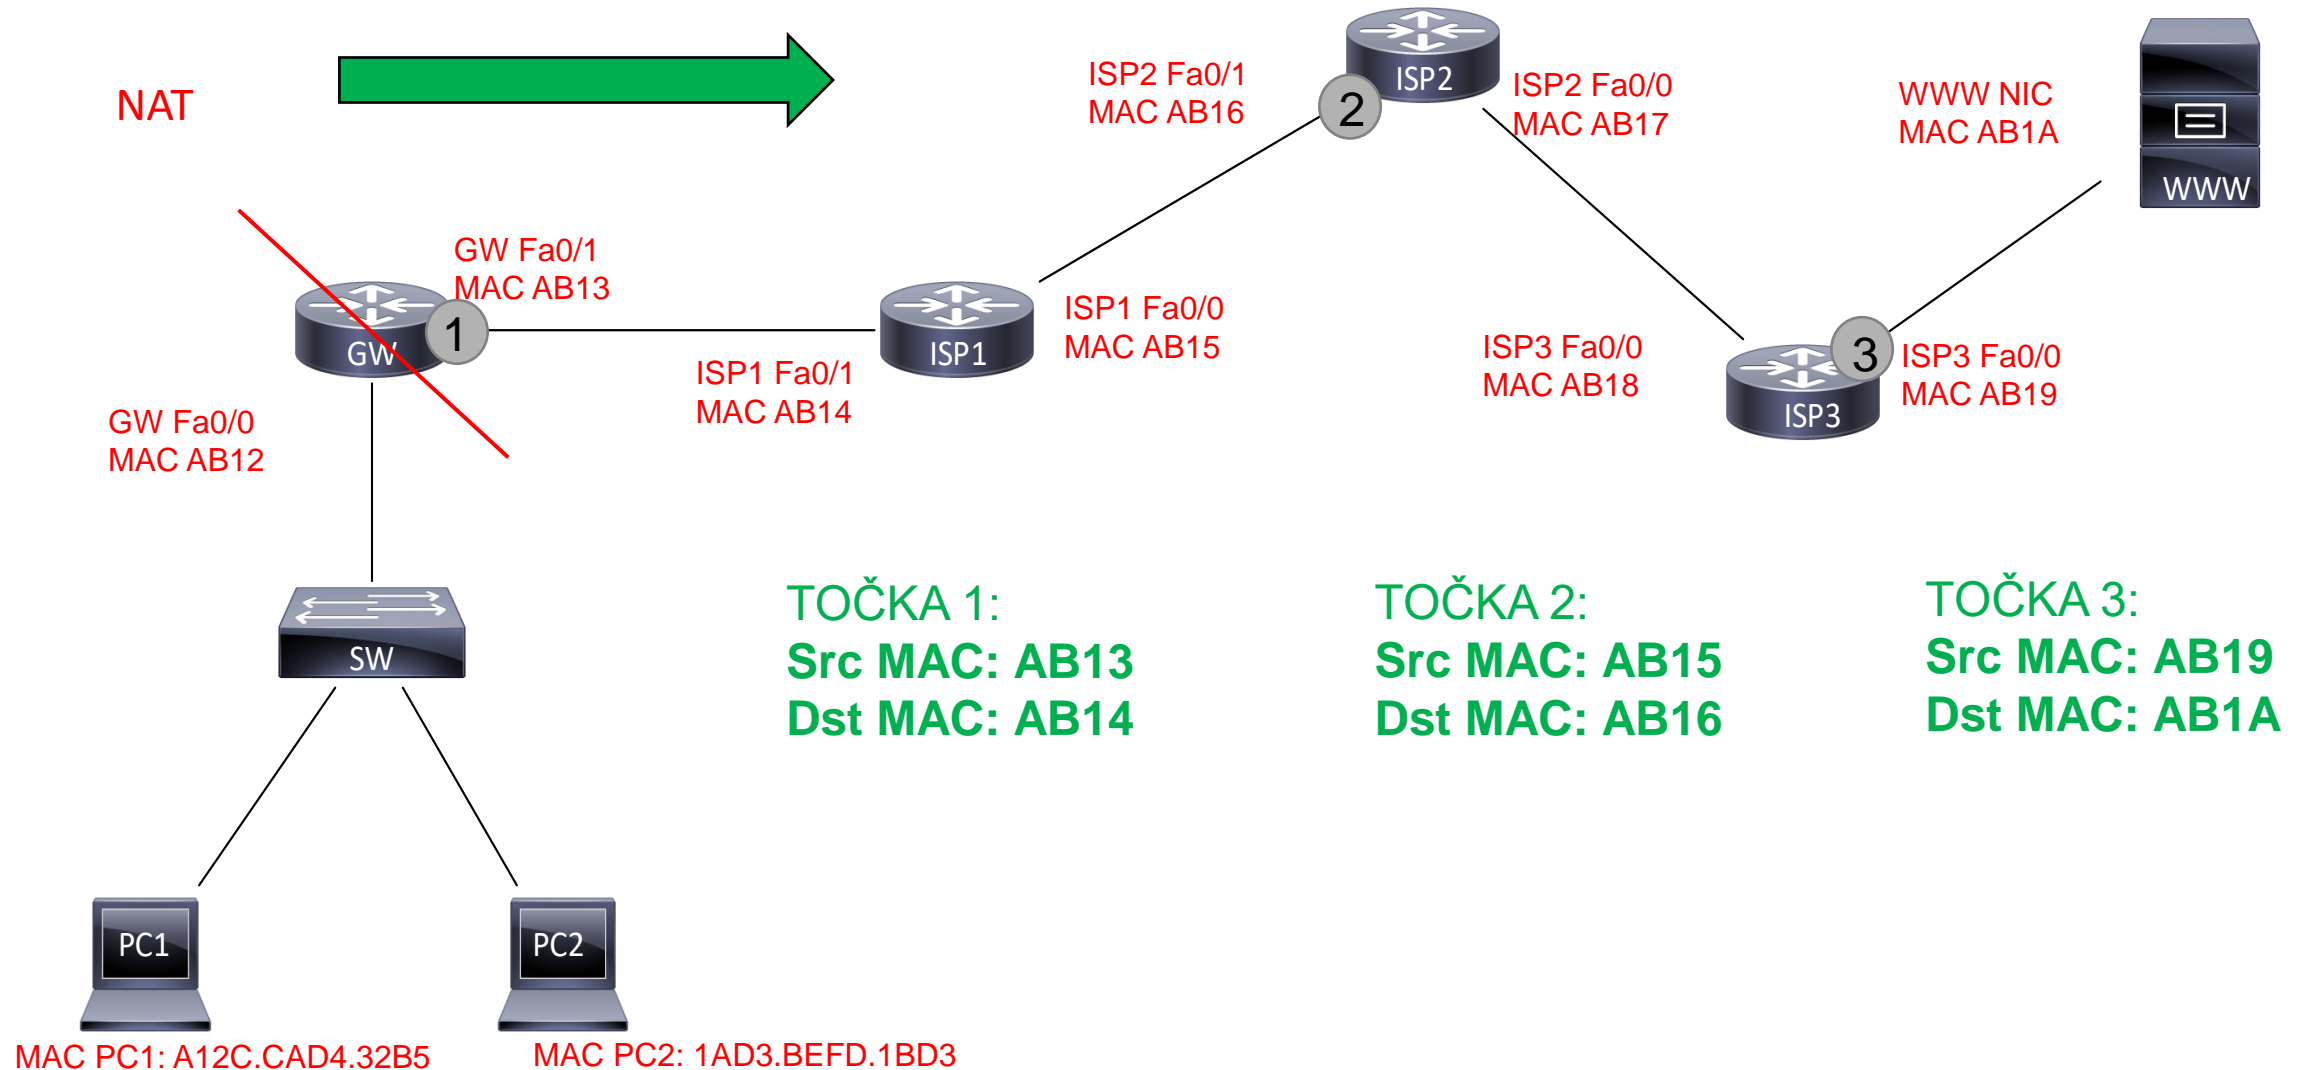 NAT
ISP2 Fa0/1
MAC AB16
2
ISP2
ISP2 Fa0/0
MAC AB17
WWW NIC
MAC AB1A
WWW
GW Fa0/1
MAC AB13
GW
1
ISP1
ISP1 Fa0/0
MAC AB15
ISP1 Fa0/1
MAC AB14
ISP3 Fa0/0
MAC AB18
3
ISP3
ISP3 Fa0/0
MAC AB19
GW Fa0/0
MAC AB12
SW
TOČKA 1:
Src MAC: AB13
Dst MAC: AB14
TOČKA 2:
Src MAC: AB15
Dst MAC: AB16
TOČKA 3:
Src MAC: AB19
Dst MAC: AB1A
PC1
PC2
MAC PC1: A12C.CAD4.32B5
MAC PC2: 1AD3.BEFD.1BD3